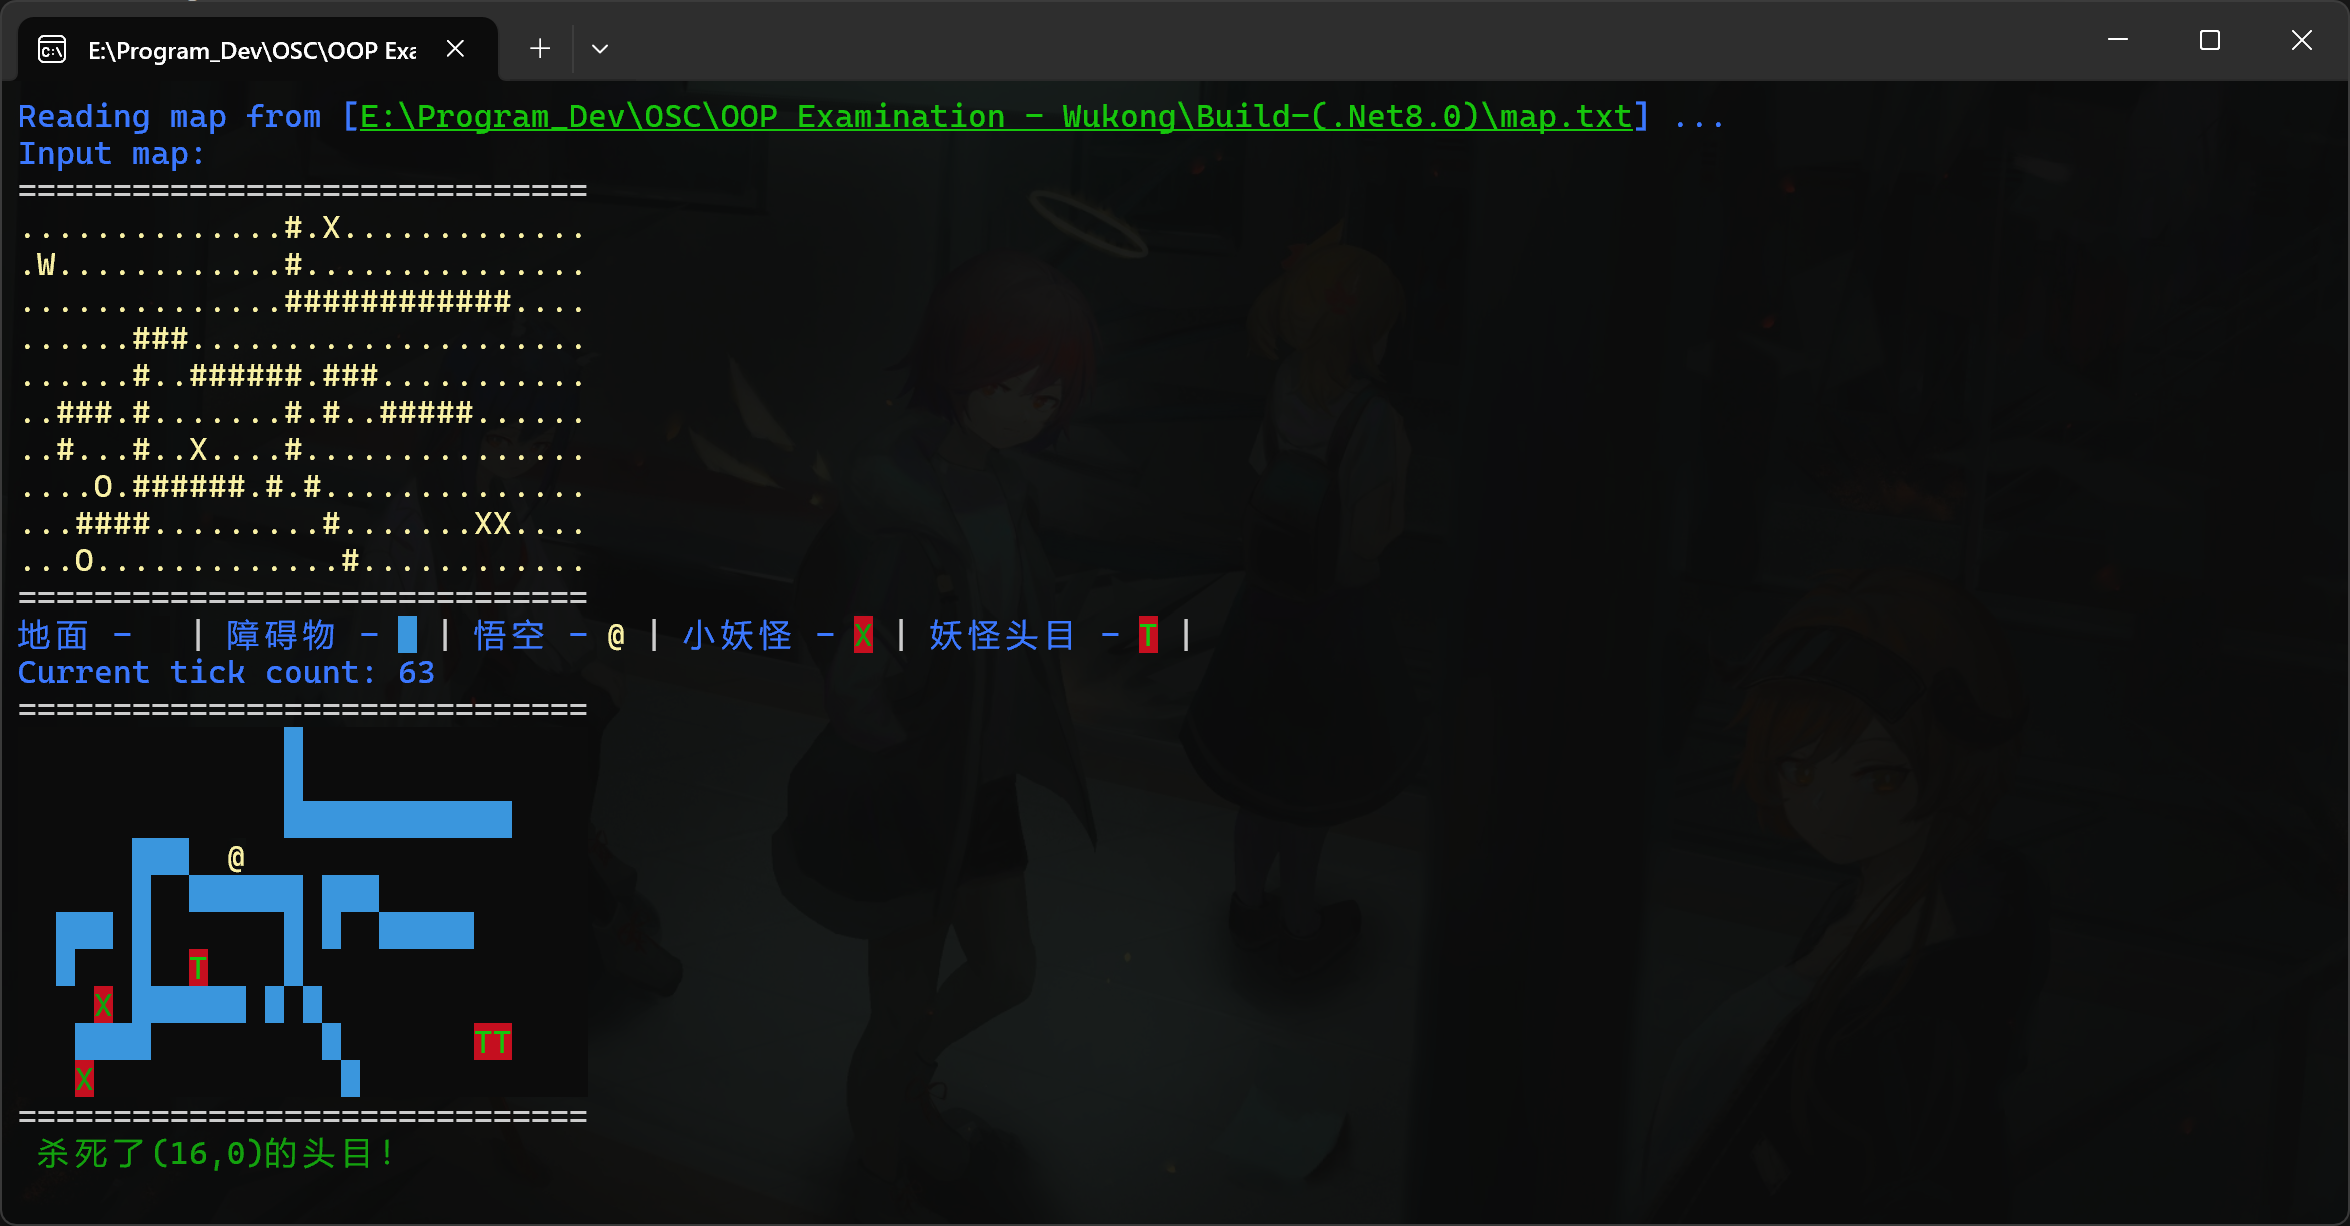 E:\Program_Dev\OSC\OOP Exa
Reading map from [E:\Program_Dev\OSC\OOP Examination - Wukong\Build-(.Net8.0)\map.txt] ...
Input map:
==============================
..............#.X.............
.W............#...............
..............############....
......###.....................
......#..######.###...........
..###.#.......#.#..#####......
..#...#..X....#...............
....O.######.#.#..............
...####.........#.......XX....
...O.............#............
==============================
地面 -   | 障碍物 -   | 悟空 - @ | 小妖怪 - X | 妖怪头目 - T |
Current tick count: 63
==============================
@
T
X
TT
X
==============================
杀死了(16,0)的头目!